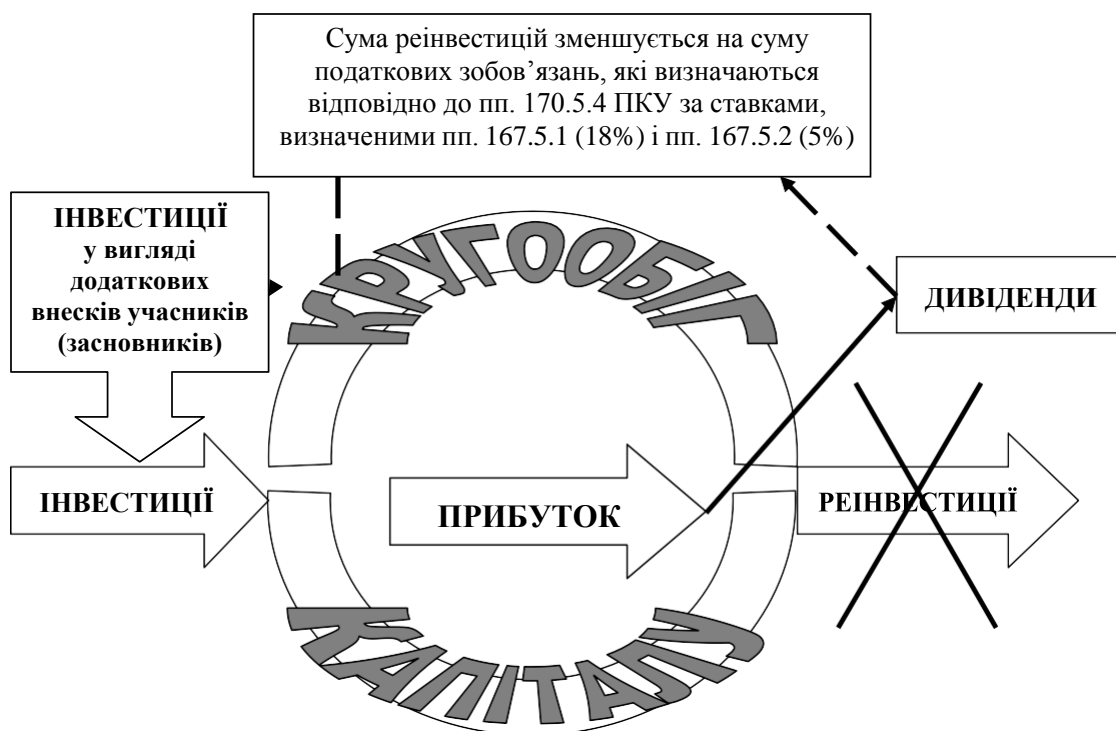 Сума реінвестицій зменшується на суму
податкових зобов’язань, які визначаються
відповідно до пп. 170.5.4 ПКУ за ставками,
визначеними пп. 167.5.1 (18%) і пп. 167.5.2 (5%)
ІНВЕСТИЦІЇ
у вигляді
додаткових
внесків учасників
(засновників)
КРУГООБІГ
ДИВІДЕНДИ
ІНВЕСТИЦІЇ
ПРИБУТОК
РЕІНВЕСТИЦІЇ
КАПІТАЛУ